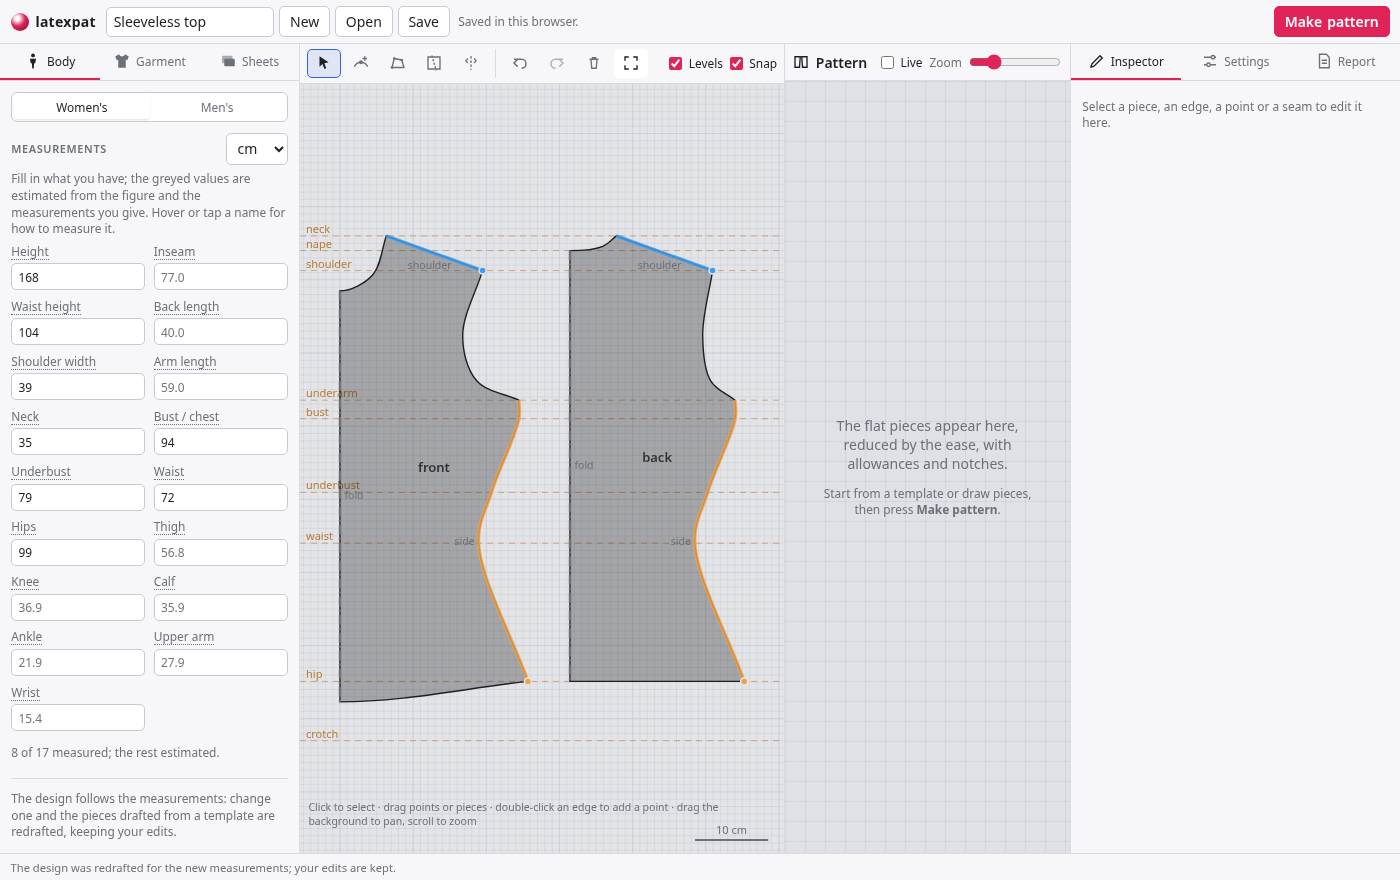 latexpat
Sleeveless top
New
Open
Save
Saved in this browser.
Make pattern
Body
Garment
Sheets
Levels
Snap
Pattern
Live
Zoom
Inspector
Settings
Report
Women's
Men's
MEASUREMENTS
cm
Fill in what you have; the greyed values are
estimated from the figure and the
measurements you give. Hover or tap a name for
how to measure it.
Height
Inseam
168
77.0
Waist height
Back length
104
40.0
Shoulder width
Arm length
39
59.0
Neck
Bust / chest
35
94
Underbust
Waist
79
72
Hips
Thigh
99
56.8
Knee
Calf
36.9
35.9
Ankle
Upper arm
21.9
27.9
Wrist
15.4
8 of 17 measured; the rest estimated.
The design follows the measurements: change
one and the pieces drafted from a template are
redrafted, keeping your edits.
neck
nape
shoulder
shoulder
shoulder
underarm
bust
front
back
fold
underbust
fold
waist
side
side
hip
crotch
Click to select · drag points or pieces · double-click an edge to add a point · drag the
background to pan, scroll to zoom
10 cm
The flat pieces appear here,
reduced by the ease, with
allowances and notches.
Start from a template or draw pieces,
then press Make pattern.
Select a piece, an edge, a point or a seam to edit it
here.
The design was redrafted for the new measurements; your edits are kept.